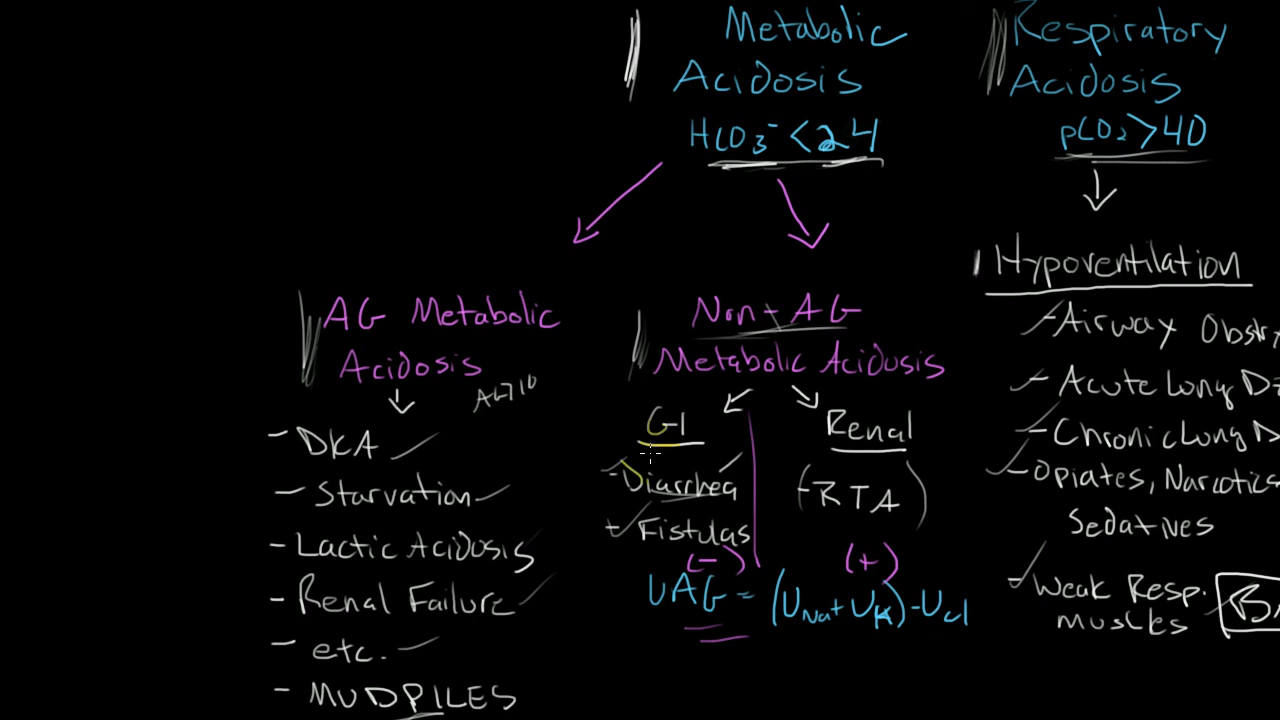 Metabolic
Acidosis
HCO3- <24
Respiratory
Acidosis
pCO2 >40
AG Metabolic
Acidosis
AG>10
- DKA
- Starvation
- Lactic Acidosis
- Renal Failure
- etc.
- MUDPILES
Non-AG
Metabolic Acidosis
GI
- Diarrhea
- Fistulas
(-)
Renal
- RTA
(+)
UAG = (UNa + UK) - UCl
Hypoventilation
- Airway Obstr
- Acute Lung D
- Chronic Lung D
- Opiates, Narcotics
Sedatives
- Weak Resp.
muscles